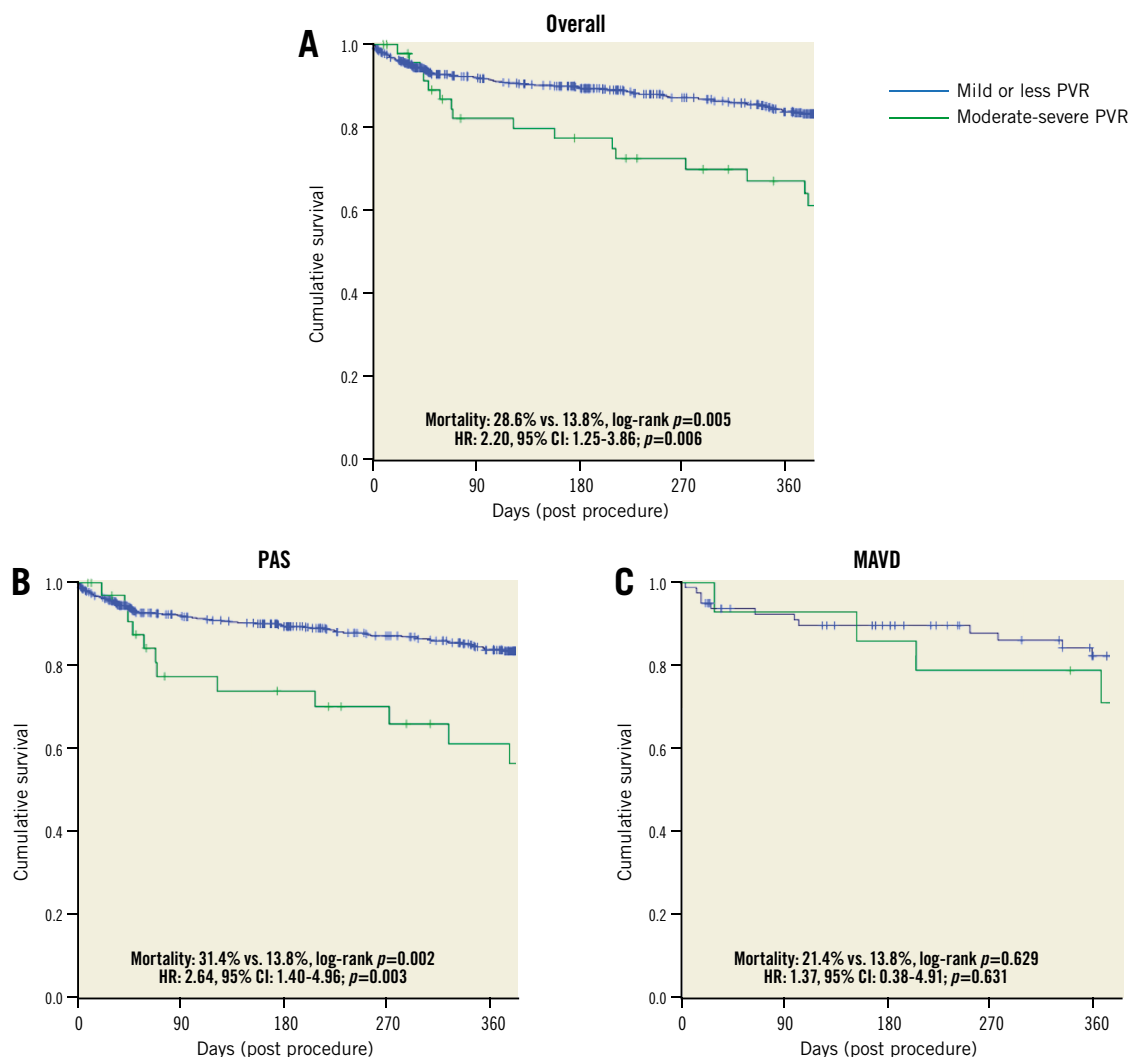 A
Overall
1.0
0.8
0.6
0.4
0.2
0.0
Cumulative survival
Mortality: 28.6% vs. 13.8%, log-rank p=0.005
HR: 2.20, 95% CI: 1.25-3.86; p=0.006
0 90 180 270 360
Days (post procedure)
Mild or less PVR
Moderate-severe PVR
B
PAS
1.0
0.8
0.6
0.4
0.2
0.0
Cumulative survival
Mortality: 31.4% vs. 13.8%, log-rank p=0.002
HR: 2.64, 95% CI: 1.40-4.96; p=0.003
0 90 180 270 360
Days (post procedure)
C
MAVD
1.0
0.8
0.6
0.4
0.2
0.0
Cumulative survival
Mortality: 21.4% vs. 13.8%, log-rank p=0.629
HR: 1.37, 95% CI: 0.38-4.91; p=0.631
0 90 180 270 360
Days (post procedure)